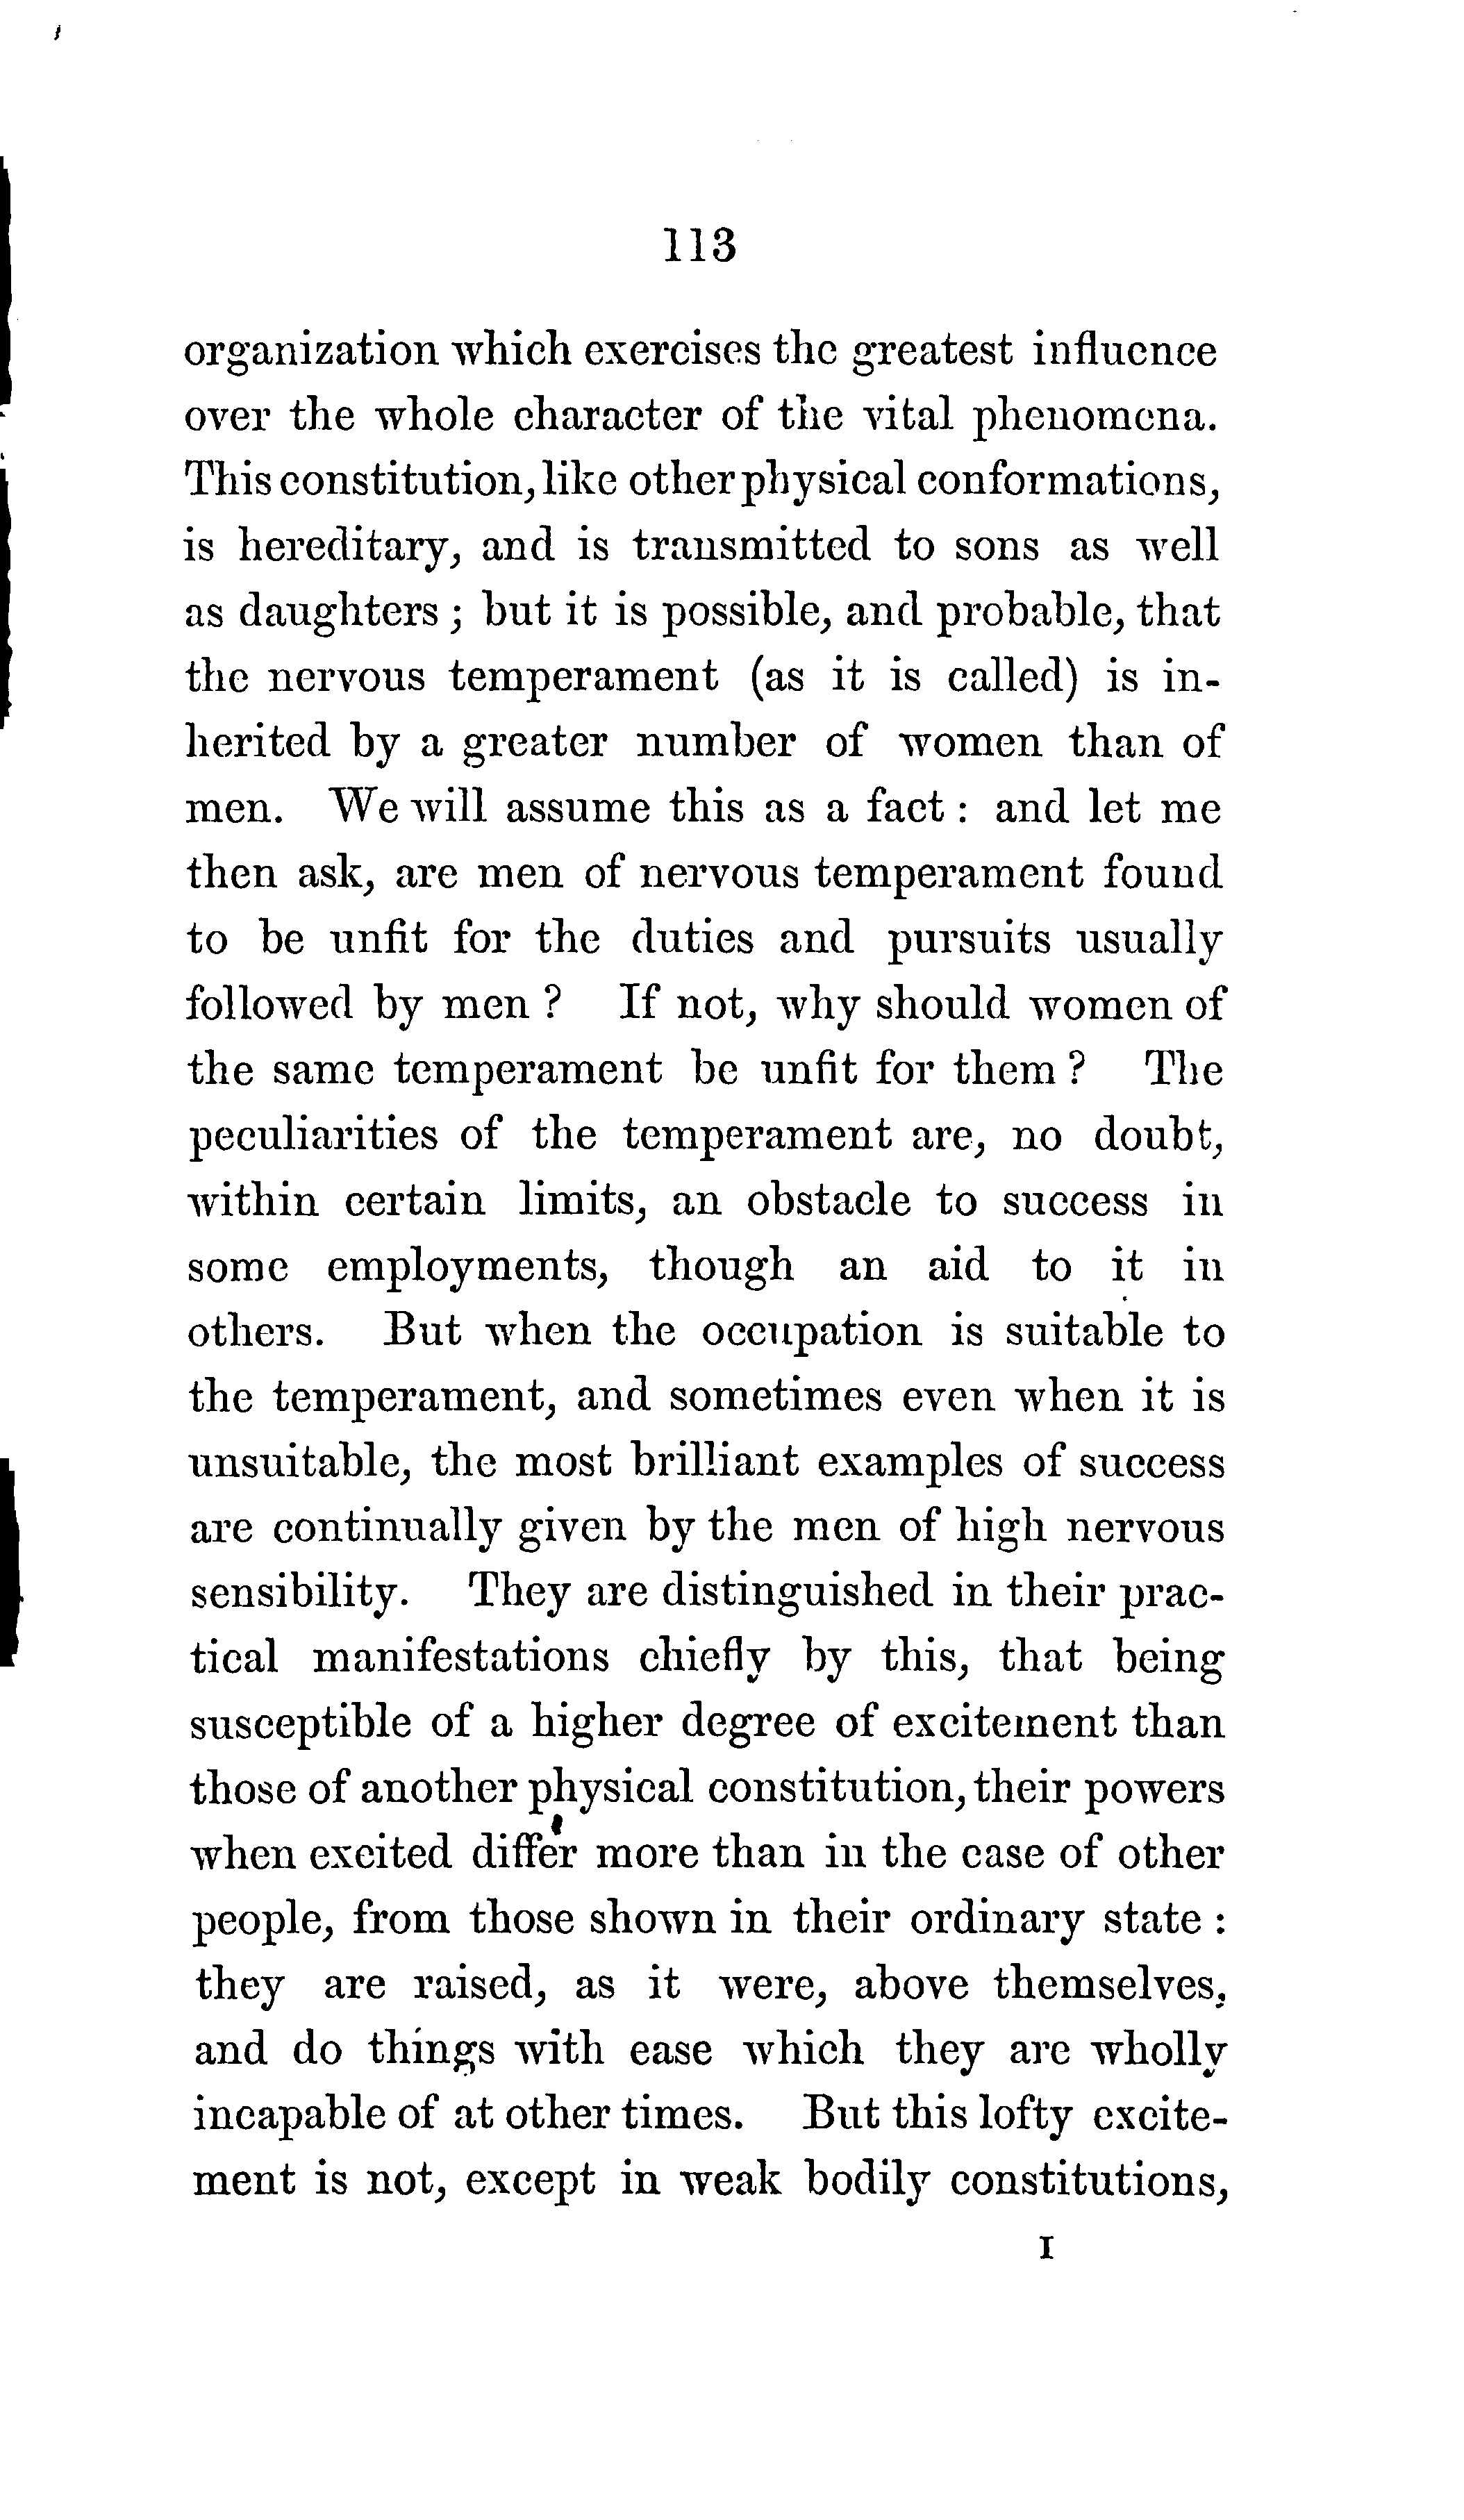 113
organization which exercises the greatest influence
over the whole character of the vital phenomena.
This constitution, like other physical conformations,
is hereditary, and is transmitted to sons as well
as daughters ; but it is possible, and probable, that
the nervous temperament (as it is called) is in-
herited by a greater number of women than of
men. We will assume this as a fact : and let me
then ask, are men of nervous temperament found
to be unfit for the duties and pursuits usually
followed by men ? If not, why should women of
the same temperament be unfit for them ? The
peculiarities of the temperament are, no doubt,
within certain limits, an obstacle to success in
some employments, though an aid to it in
others. But when the occupation is suitable to
the temperament, and sometimes even when it is
unsuitable, the most brilliant examples of success
are continually given by the men of high nervous
sensibility. They are distinguished in their prac-
tical manifestations chiefly by this, that being
susceptible of a higher degree of excitement than
those of another physical constitution, their powers
when excited differ more than in the case of other
people, from those shown in their ordinary state :
they are raised, as it were, above themselves,
and do things with ease which they are wholly
incapable of at other times. But this lofty excite-
ment is not, except in weak bodily constitutions,
I